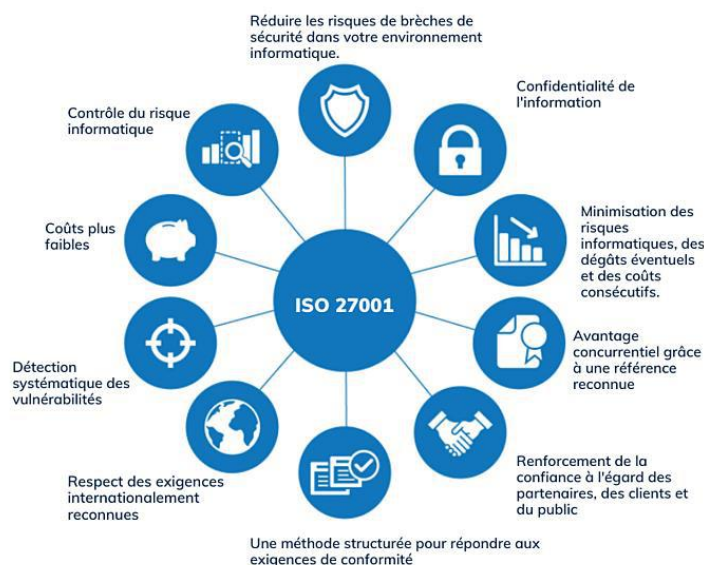 Réduire les risques de brèches de
sécurité dans votre environnement
informatique.
Confidentialité de
l'information
Minimisation des
risques
informatiques, des
dégâts éventuels
et des coûts
consécutifs.
Avantage
concurrentiel grâce
à une référence
reconnue
Renforcement de la
confiance à l'égard des
partenaires, des clients et
du public
Une méthode structurée pour répondre aux
exigences de conformité
Respect des exigences
internationalement
reconnues
Détection
systématique des
vulnérabilités
Coûts plus
faibles
Contrôle du risque
informatique
ISO 27001